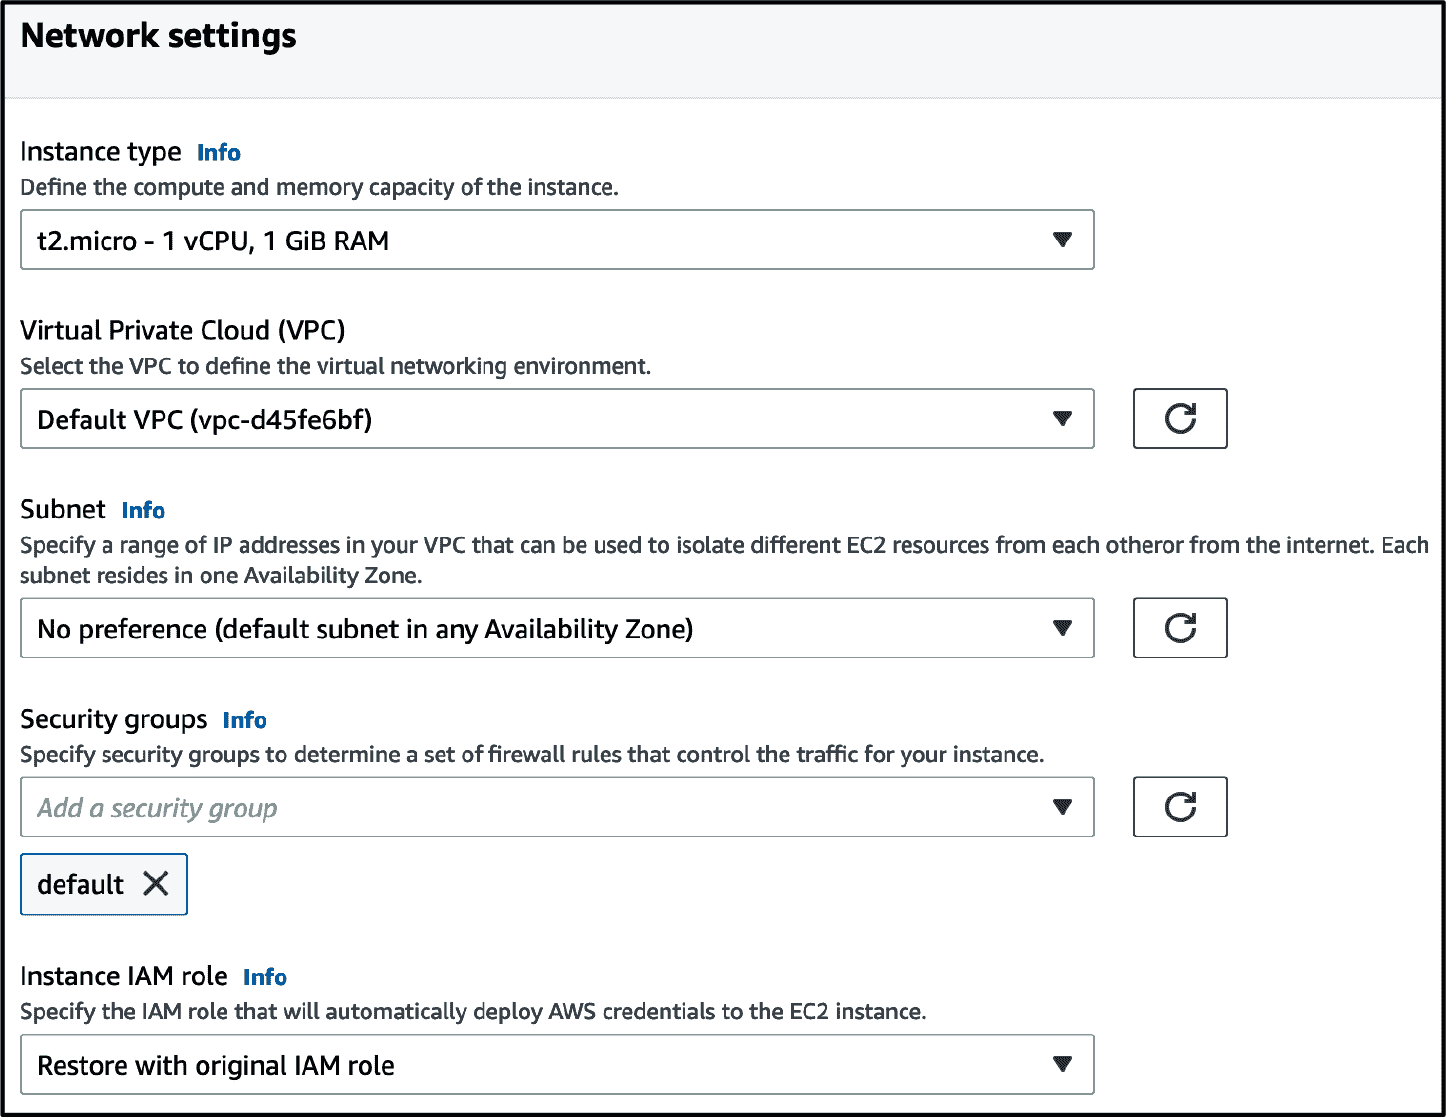 Network settings
Instance type Info
Define the compute and memory capacity of the instance.
t2.micro - 1 vCPU, 1 GiB RAM
Virtual Private Cloud (VPC)
Select the VPC to define the virtual networking environment.
Default VPC (vpc-d45fe6bf)
Subnet Info
Specify a range of IP addresses in your VPC that can be used to isolate different EC2 resources from each otheror from the internet. Each
subnet resides in one Availability Zone.
No preference (default subnet in any Availability Zone)
Security groups Info
Specify security groups to determine a set of firewall rules that control the traffic for your instance.
Add a security group
default
Instance IAM role Info
Specify the IAM role that will automatically deploy AWS credentials to the EC2 instance.
Restore with original IAM role